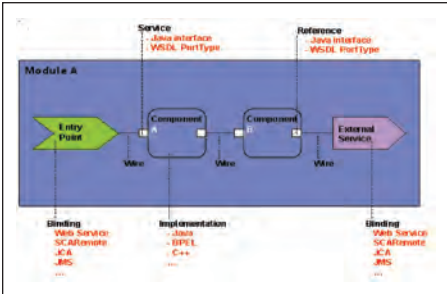 Service
- Java interface
- WSDL PortType
Reference
- Java interface
- WSDL PortType
Module A
Entry
Point
Component
A
Component
B
External
Service
Wire
Wire
Wire
Binding
Web Service
SCARemote
JCA
JMS
...
Implementation
- Java
- BPEL
- C++
...
Binding
Web Service
SCARemote
JCA
JMS
...